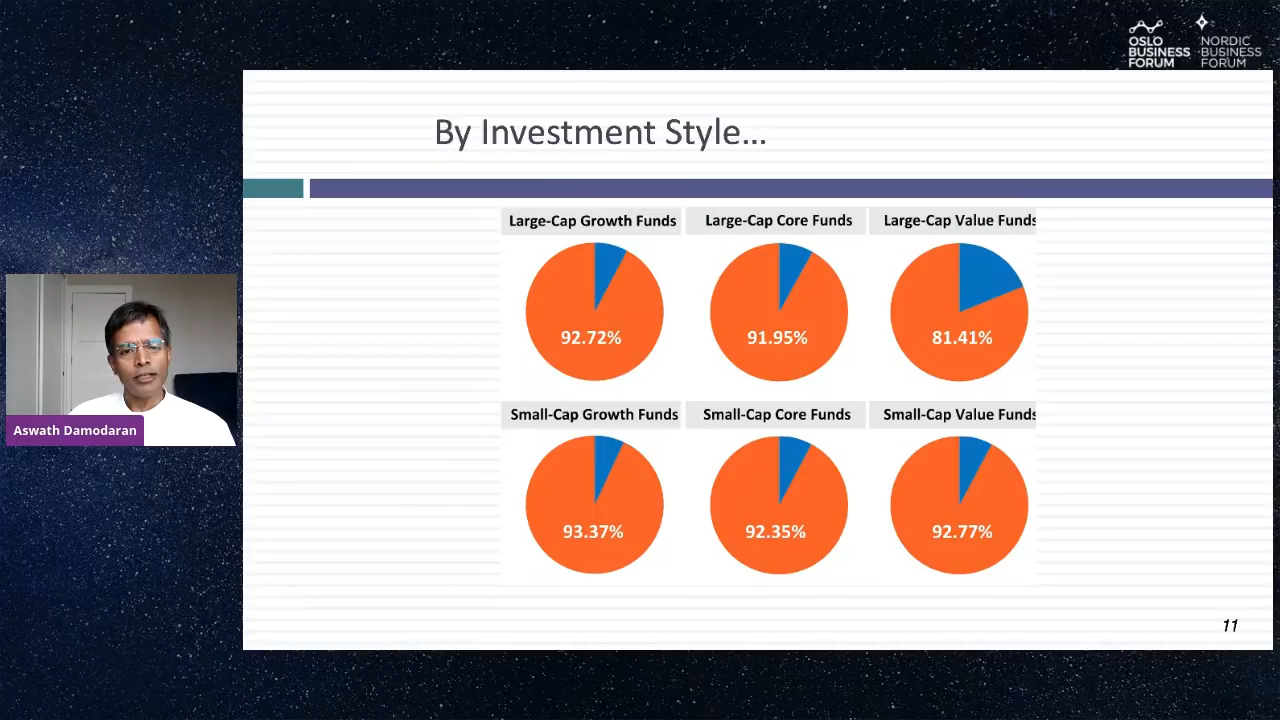 OSLO
BUSINESS
FORUM
NORDIC
BUSINESS
FORUM
By Investment Style...
Large-Cap Growth Funds
Large-Cap Core Funds
Large-Cap Value Funds
92.72%
91.95%
81.41%
Small-Cap Growth Funds
Small-Cap Core Funds
Small-Cap Value Funds
93.37%
92.35%
92.77%
Aswath Damodaran
11